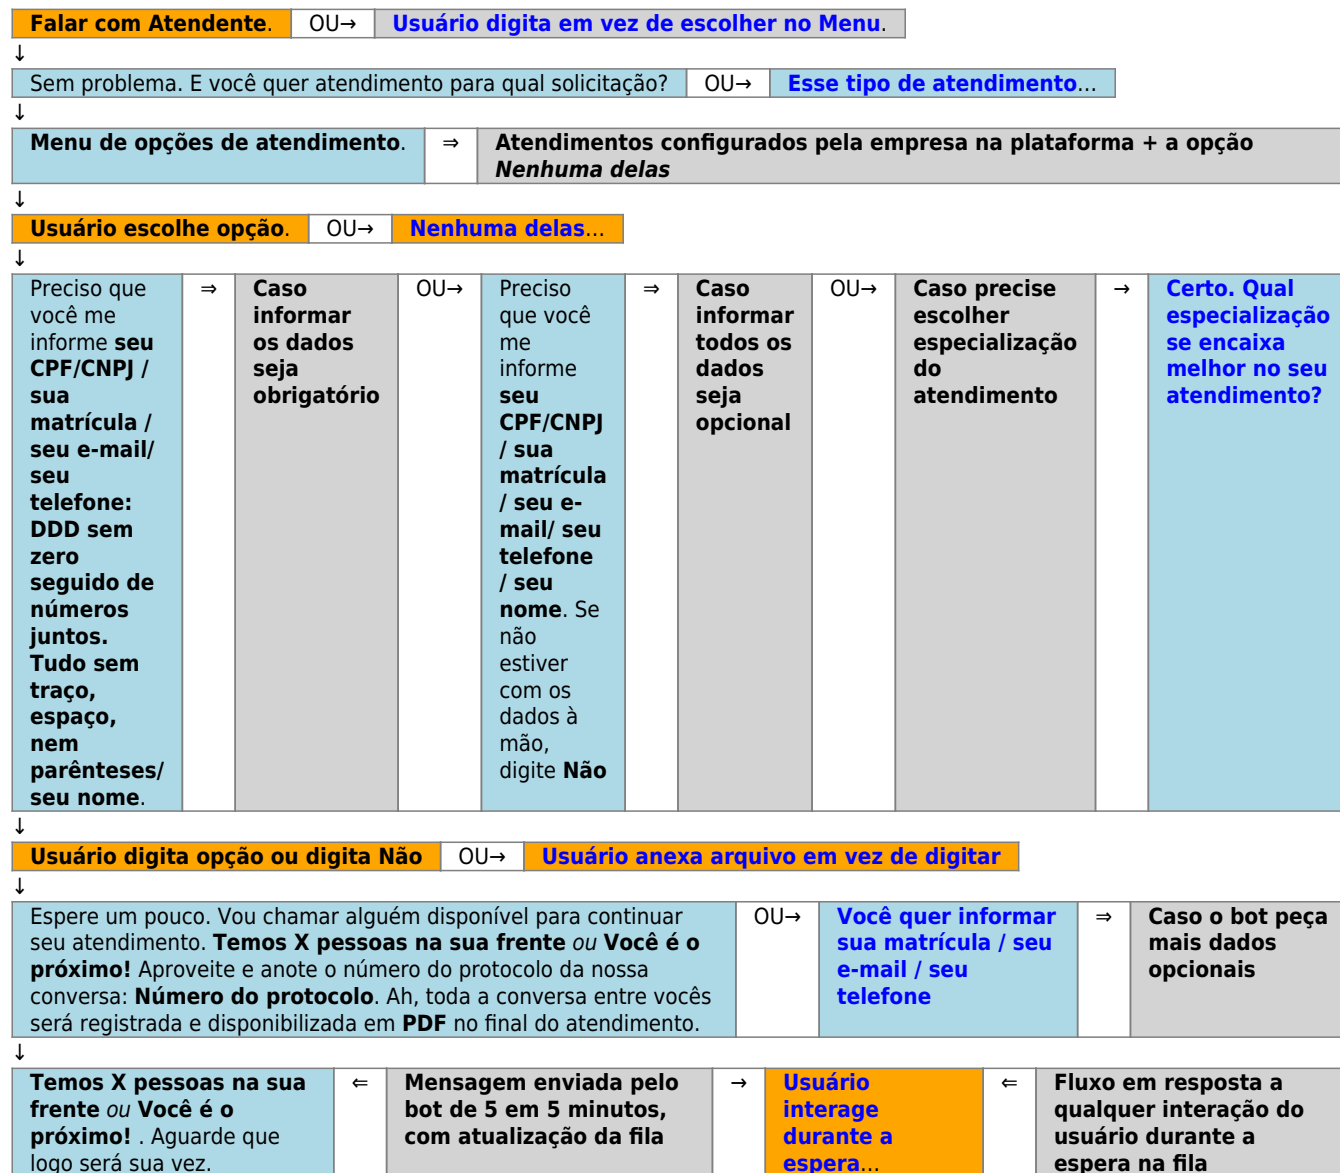 Falar com Atendente. OU→ Usuário digita em vez de escolher no Menu.
↓
Sem problema. E você quer atendimento para qual solicitação? OU→ Esse tipo de atendimento...
↓
Menu de opções de atendimento. ⇒ Atendimentos configurados pela empresa na plataforma + a opção
Nenhuma delas
↓
Usuário escolhe opção. OU→ Nenhuma delas...
↓
Preciso que
você me
informe seu
CPF/CNPJ /
sua
matrícula /
seu e-mail/
seu
telefone:
DDD sem
zero
seguido de
números
juntos.
Tudo sem
traço,
espaço,
nem
parênteses/
seu nome.
⇒
Caso
informar
os dados
seja
obrigatório
OU→
Preciso
que você
me
informe
seu
CPF/CNPJ
/ sua
matrícula
/ seu e-
mail/ seu
telefone
/ seu
nome. Se
não
estiver
com os
dados à
mão,
digite Não
⇒
Caso
informar
todos os
dados
seja
opcional
OU→
Caso precise
escolher
especialização
do
atendimento
→
Certo. Qual
especialização
se encaixa
melhor no seu
atendimento?
↓
Usuário digita opção ou digita Não OU→ Usuário anexa arquivo em vez de digitar
↓
Espere um pouco. Vou chamar alguém disponível para continuar
seu atendimento. Temos X pessoas na sua frente ou Você é o
próximo! Aproveite e anote o número do protocolo da nossa
conversa: Número do protocolo. Ah, toda a conversa entre vocês
será registrada e disponibilizada em PDF no final do atendimento.
OU→
Você quer informar
sua matrícula / seu
e-mail / seu
telefone
⇒
Caso o bot peça
mais dados
opcionais
↓
Temos X pessoas na sua
frente ou Você é o
próximo! . Aguarde que
logo será sua vez.
⇐
Mensagem enviada pelo
bot de 5 em 5 minutos,
com atualização da fila
→
Usuário
interage
durante a
espera...
⇐
Fluxo em resposta a
qualquer interação do
usuário durante a
espera na fila